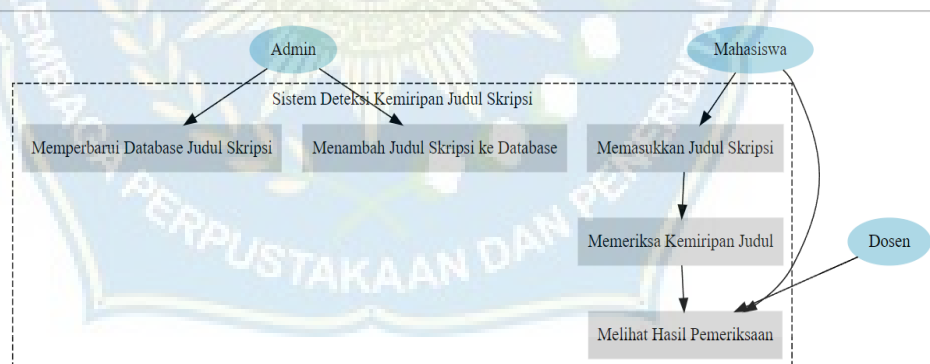 Admin
Mahasiswa
Sistem Deteksi Kemiripan Judul Skripsi
Memperbarui Database Judul Skripsi
Menambah Judul Skripsi ke Database
Memasukkan Judul Skripsi
Memeriksa Kemiripan Judul
Dosen
Melihat Hasil Pemeriksaan
PERPUSTAKAAN DAN